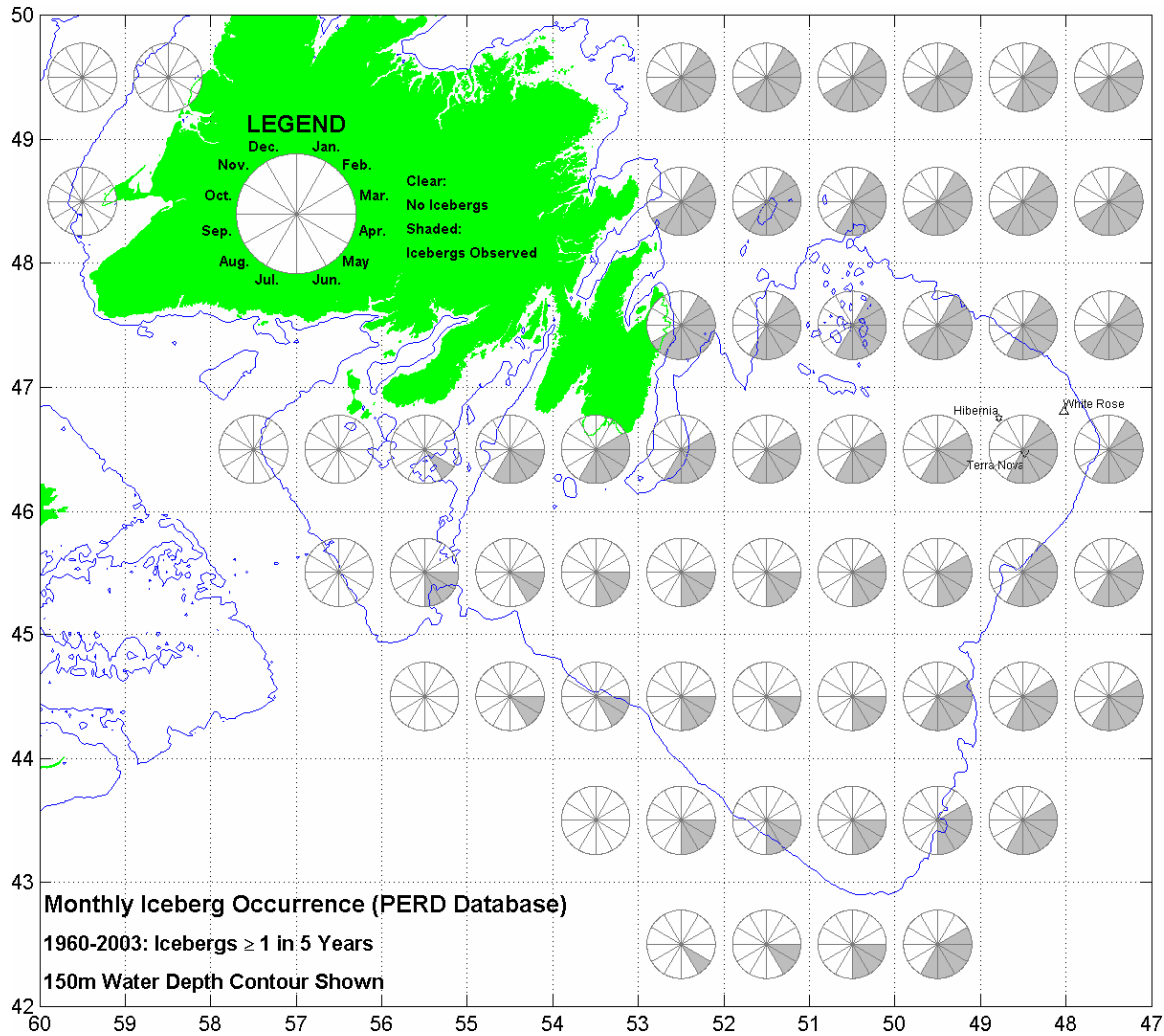 50
49
48
47
46
45
44
43
42
LEGEND
Dec. Jan.
Nov. Feb.
Oct. Mar.
Sep. Apr.
Aug. May
Jul. Jun.
Clear:
No Icebergs
Shaded:
Icebergs Observed
White Rose
Hibernia
Terra Nova
Monthly Iceberg Occurrence (PERD Database)
1960-2003: Icebergs ≥ 1 in 5 Years
150m Water Depth Contour Shown
60 59 58 57 56 55 54 53 52 51 50 49 48 47